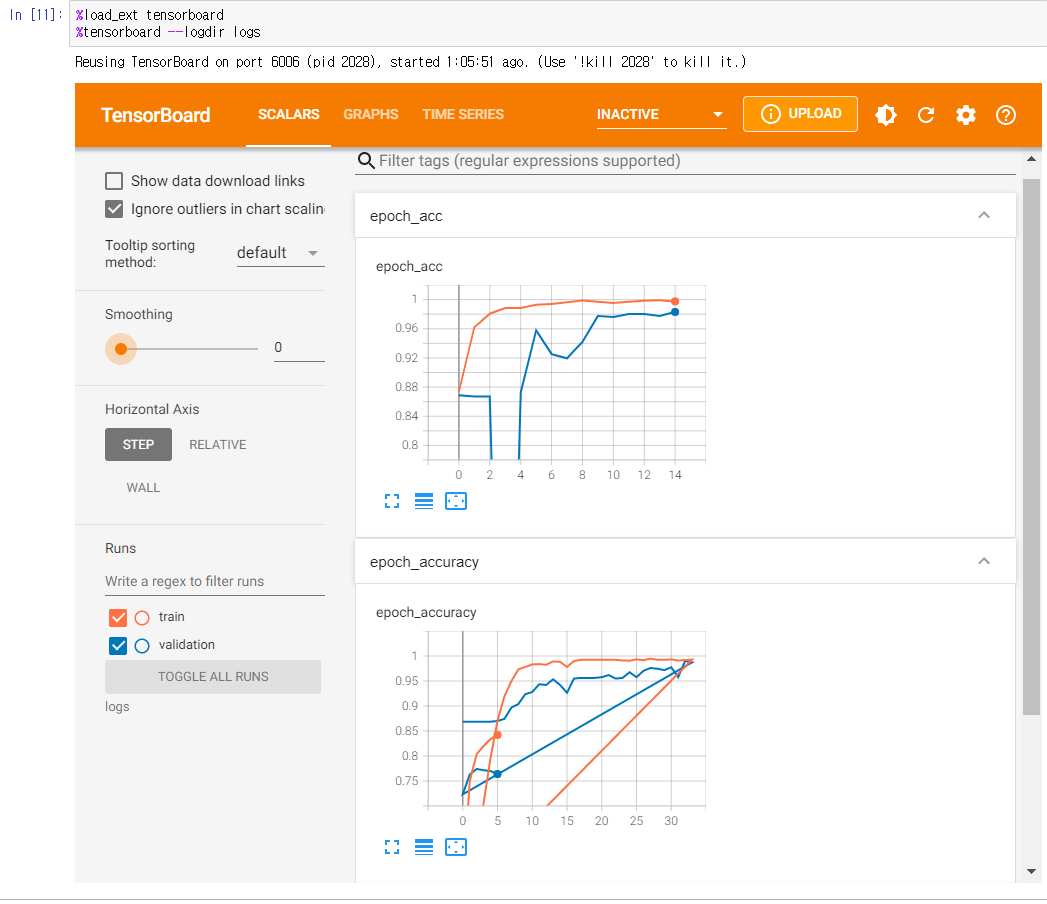 In [11]:
%load_ext tensorboard
%tensorboard --logdir logs
Reusing TensorBoard on port 6006 (pid 2028), started 1:05:51 ago. (Use '!kill 2028' to kill it.)
TensorBoard SCALARS GRAPHS TIME SERIES INACTIVE UPLOAD
Show data download links
Ignore outliers in chart scalin
Tooltip sorting
method:
default
Smoothing
0
Horizontal Axis
STEP RELATIVE
WALL
Runs
Write a regex to filter runs
train
validation
TOGGLE ALL RUNS
logs
Filter tags (regular expressions supported)
epoch_acc
epoch_acc
1
0.96
0.92
0.88
0.84
0.8
0 2 4 6 8 10 12 14
epoch_accuracy
epoch_accuracy
1
0.95
0.9
0.85
0.8
0.75
0 5 10 15 20 25 30